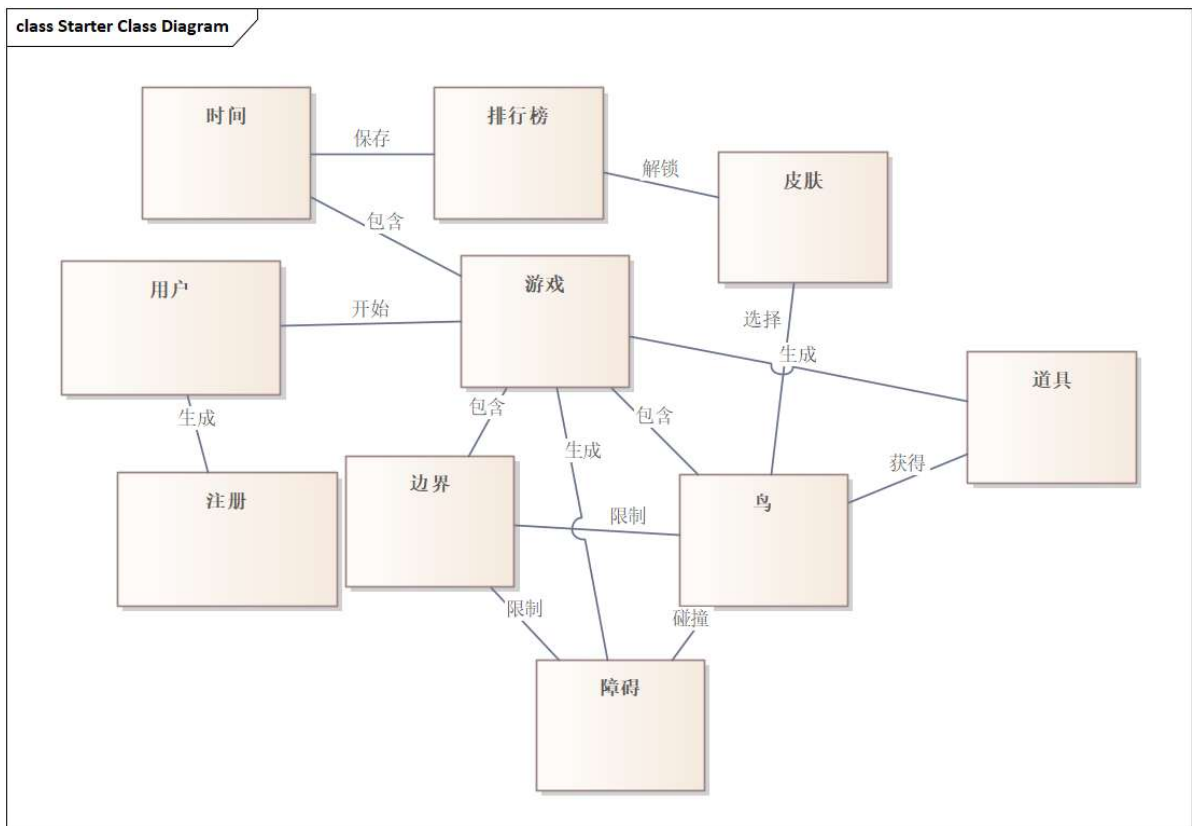 class Starter Class Diagram
时间
排行榜
保存
解锁
皮肤
包含
用户
游戏
开始
选择
生成
道具
包含
包含
生成
生成
边界
获得
注册
鸟
限制
限制
碰撞
障碍